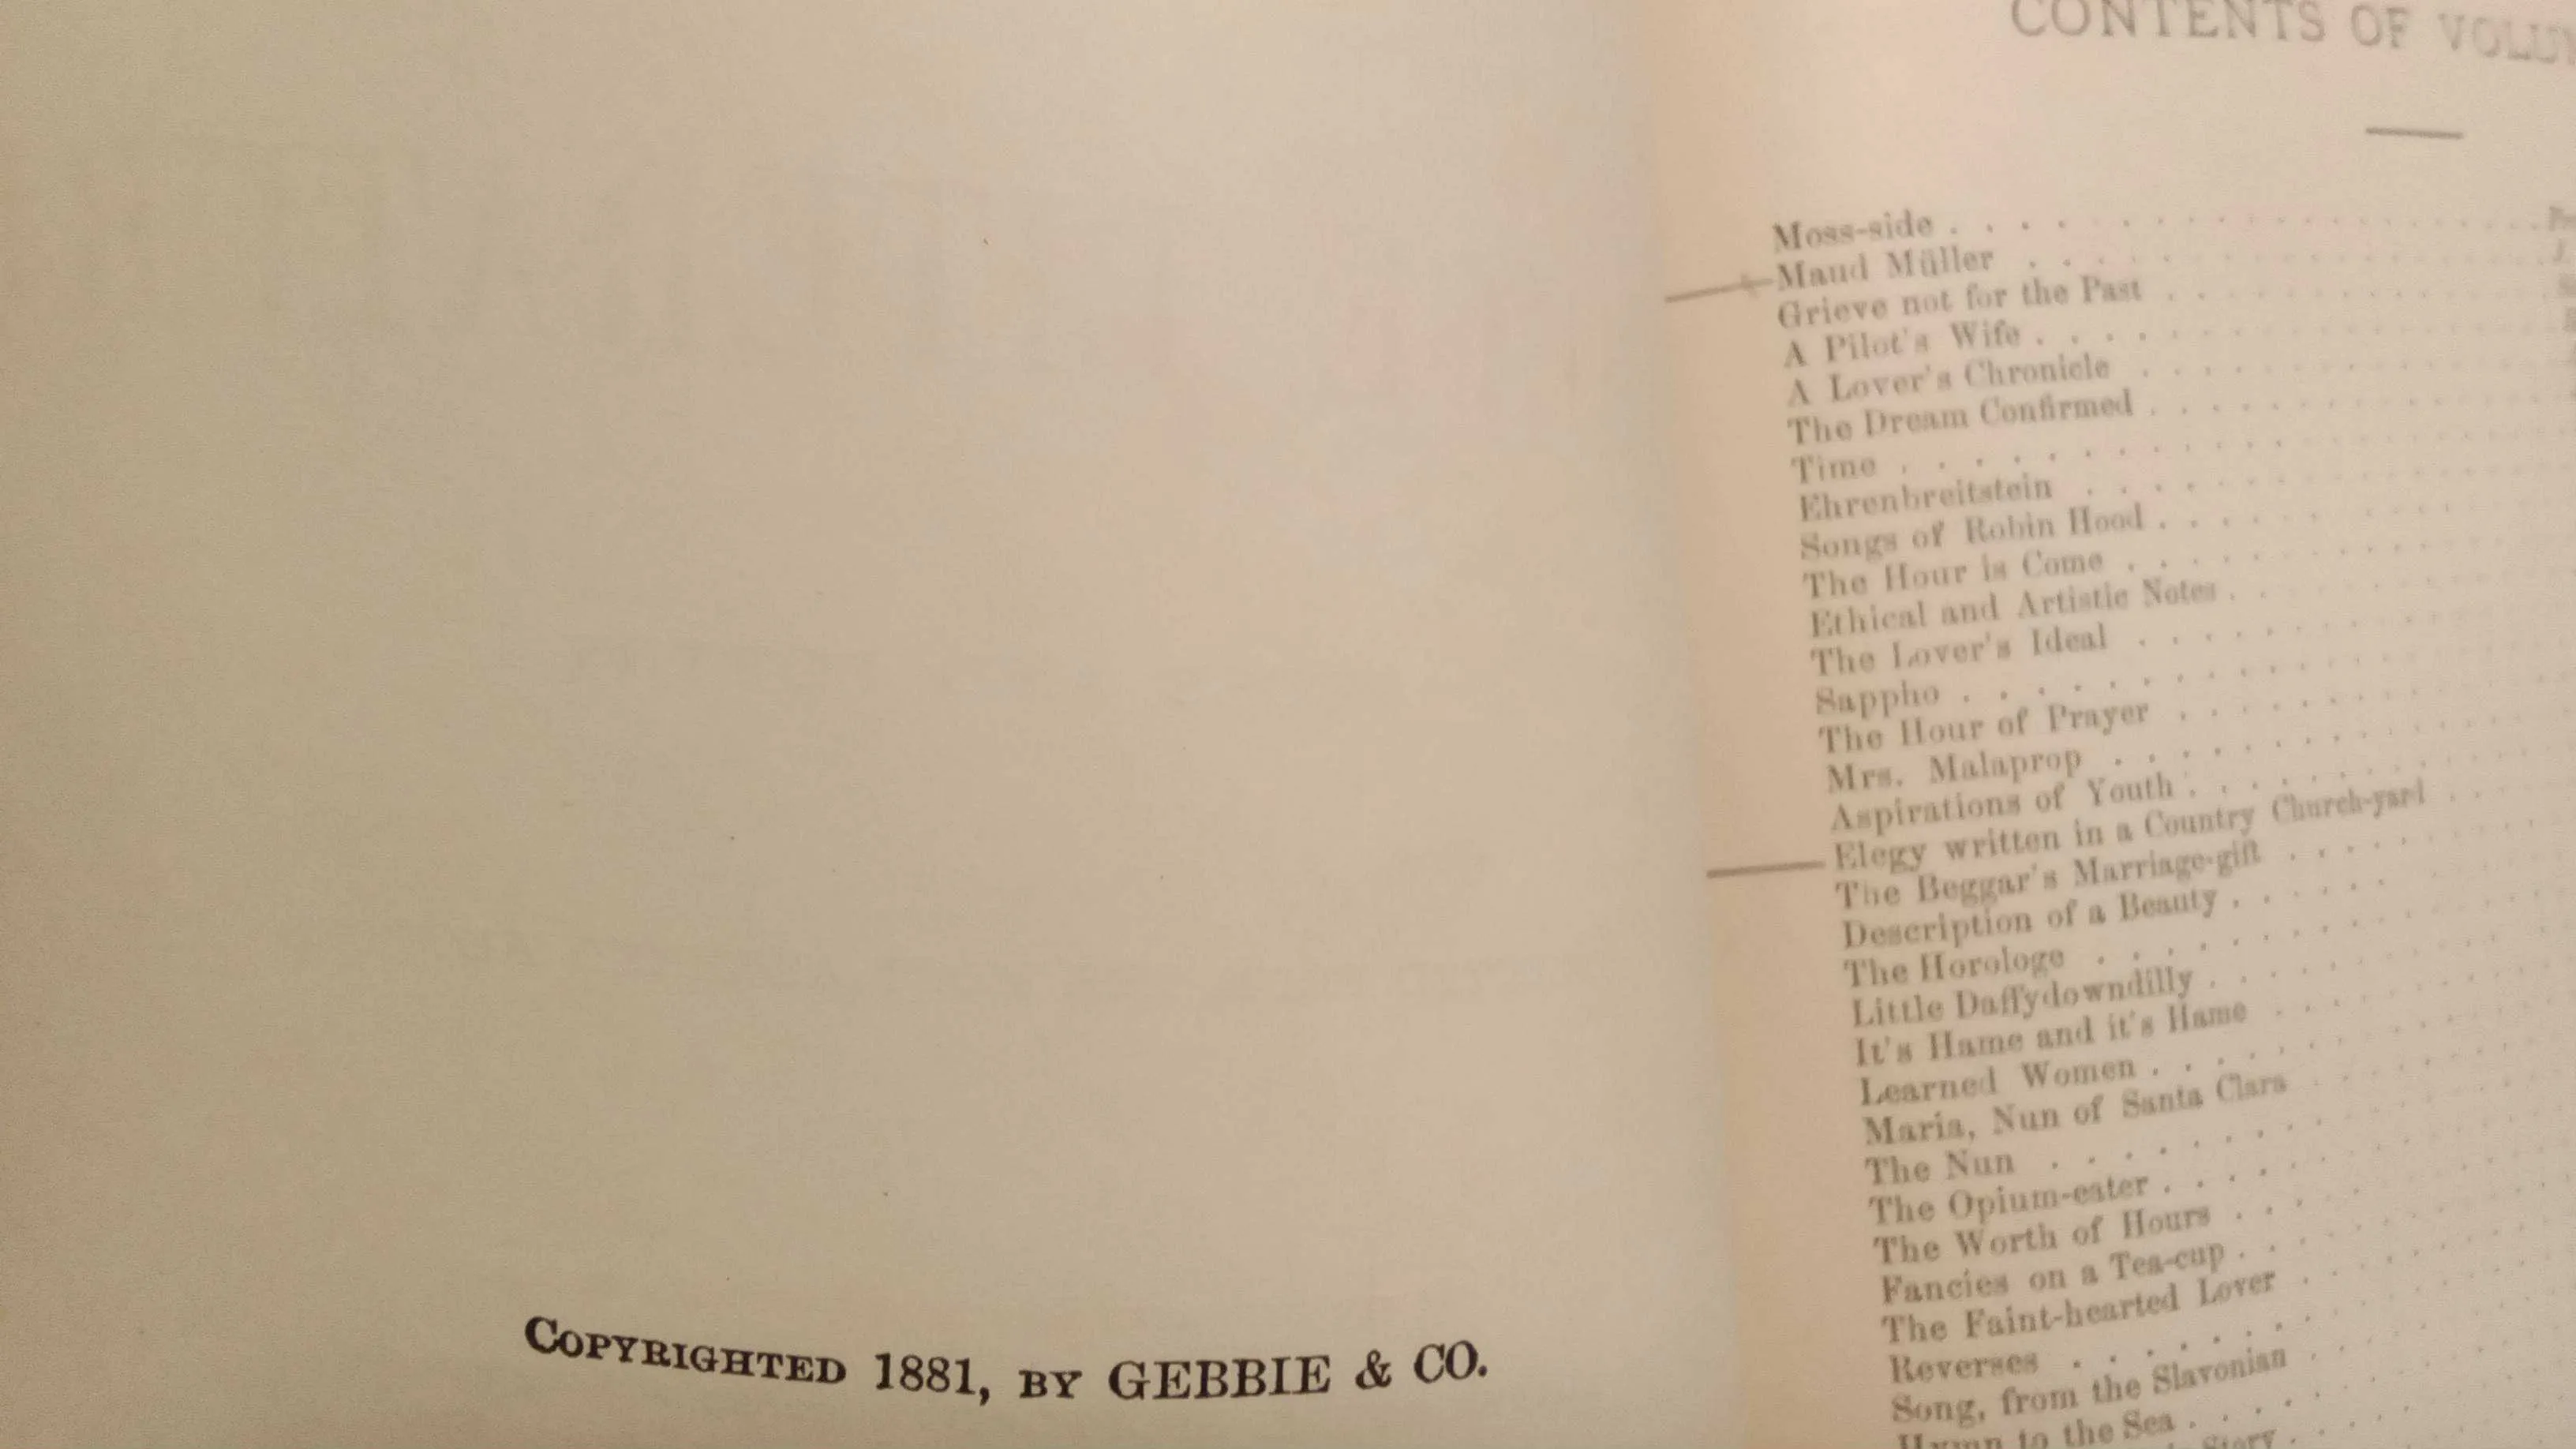 COPYRIGHTED 1881, BY GEBBIE & CO.
CONTENTS OF
Moss-side . . . . . . . . . .
Maud Müller . . . . . . . . . .
Grieve not for the Past . . . . . . . .
A Pilot's Wife . . . . . . . . . .
A Lover's Chronicle . . . . . . . .
The Dream Confirmed . . . . . . . .
Time . . . . . . . . . .
Ehrenbreitstein . . . . . . . .
Songs of Robin Hood . . . . . . . .
The Hour is Come . . . . . . . .
Ethical and Artistic Notes . . . . . .
The Lover's Ideal . . . . . . . .
Sappho . . . . . . . . . .
The Hour of Prayer . . . . . . . .
Mrs. Malaprop . . . . . . . .
Aspirations of Youth . . . . . . . .
Elegy written in a Country Church-yard . . .
The Beggar's Marriage-gift . . . . . .
Description of a Beauty . . . . . .
The Horologe . . . . . . . .
Little Daffydowndilly . . . . . . . .
It's Hame and it's Hame . . . . . .
Learned Women . . . . . . . .
Maria, Nun of Santa Clara . . . . . .
The Nun . . . . . . . .
The Opium-eater . . . . . . . .
The Worth of Hours . . . . . . . .
Fancies on a Tea-cup . . . . . . . .
The Faint-hearted Lover . . . . . .
Reverses . . . . . . . .
Song, from the Slavonian . . . . . .
Hymn to the Sea . . . . . . . .
Story . . .